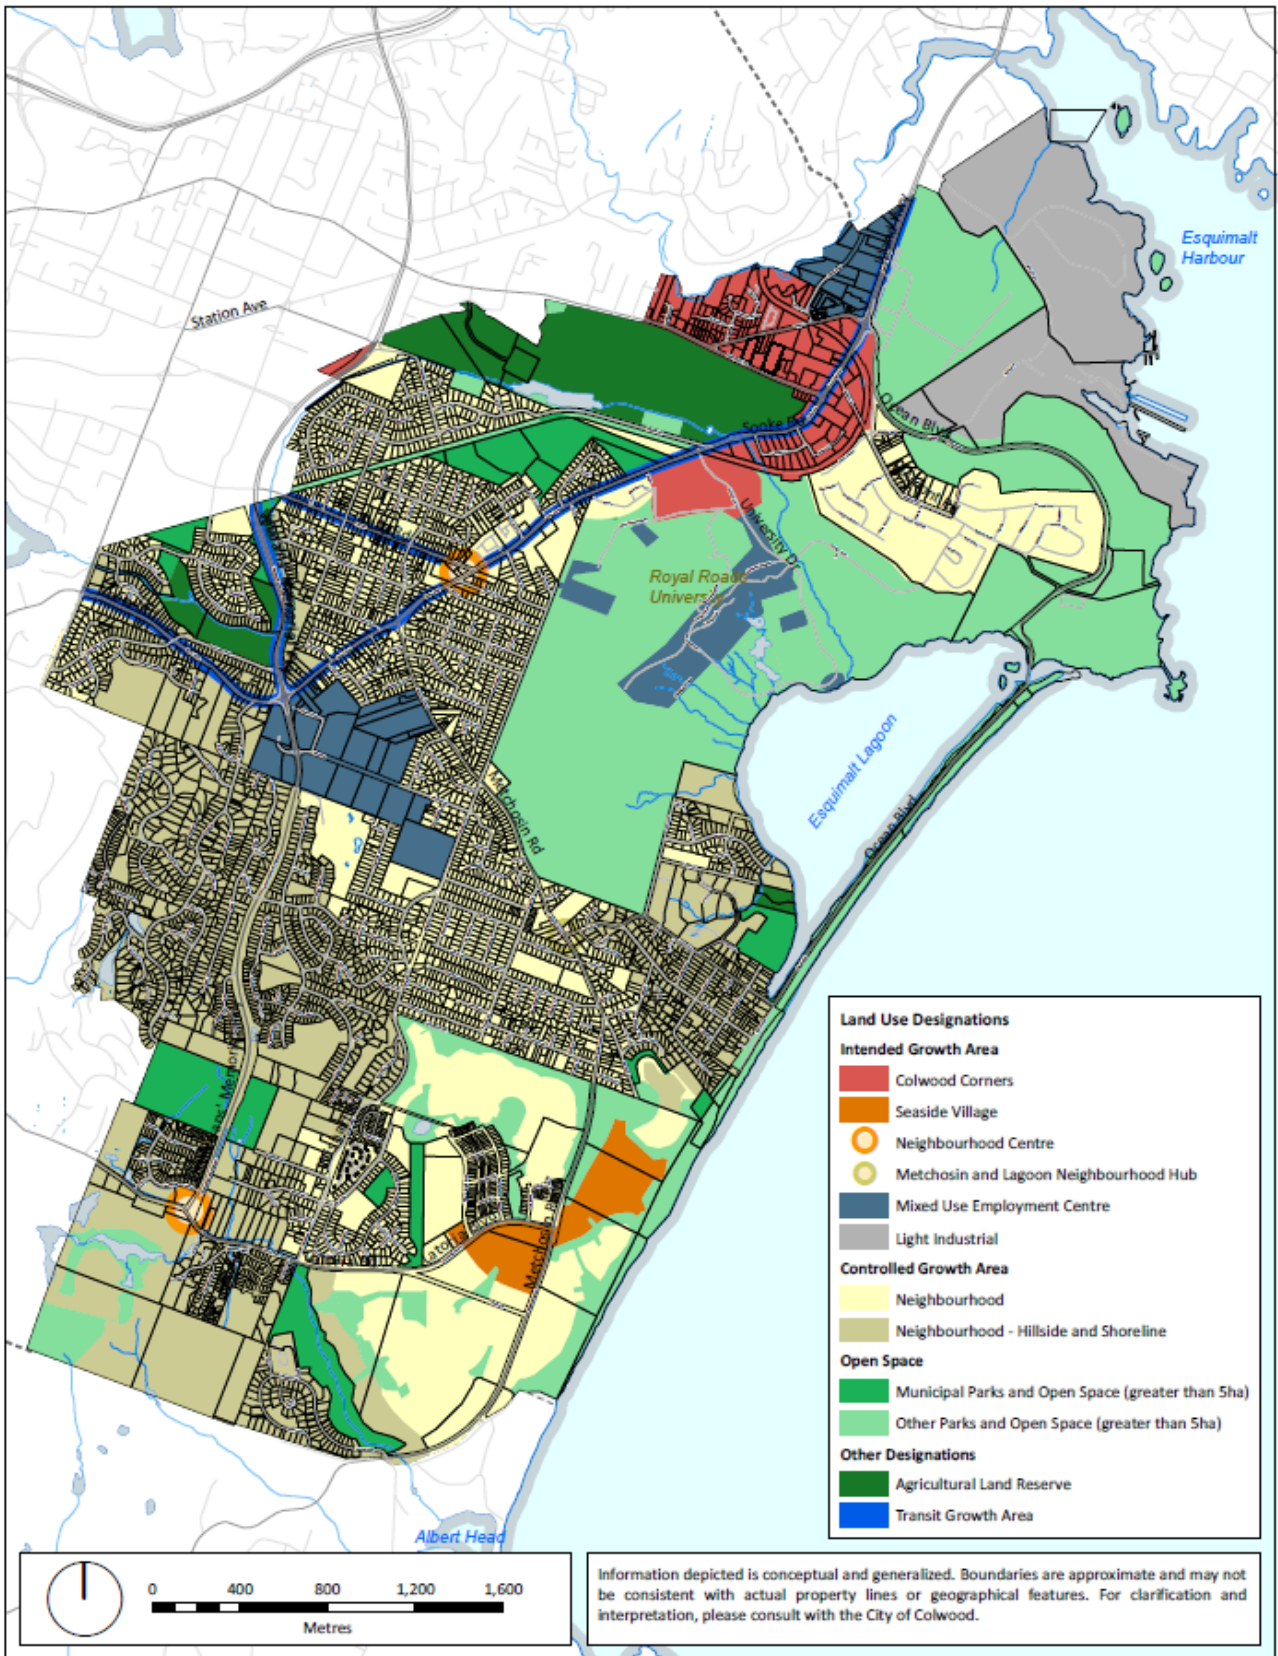 Esquimalt
Harbour
Station Ave
Ocean Blvd
Sooke Rd
University Dr
Royal Roads
University
Metchosin Rd
Esquimalt Lagoon
Ocean Blvd
Land Use Designations
Intended Growth Area
Colwood Corners
Seaside Village
Neighbourhood Centre
Metchosin and Lagoon Neighbourhood Hub
Mixed Use Employment Centre
Light Industrial
Controlled Growth Area
Neighbourhood
Neighbourhood - Hillside and Shoreline
Open Space
Municipal Parks and Open Space (greater than 5ha)
Other Parks and Open Space (greater than 5ha)
Other Designations
Agricultural Land Reserve
Transit Growth Area
Albert Head
0 400 800 1,200 1,600
Metres
Information depicted is conceptual and generalized. Boundaries are approximate and may not
be consistent with actual property lines or geographical features. For clarification and
interpretation, please consult with the City of Colwood.